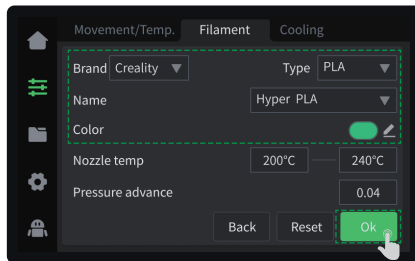 Movement/Temp. Filament Cooling
Brand Creality Type PLA
Name Hyper PLA
Color
Nozzle temp 200°C 240°C
Pressure advance 0.04
Back Reset Ok